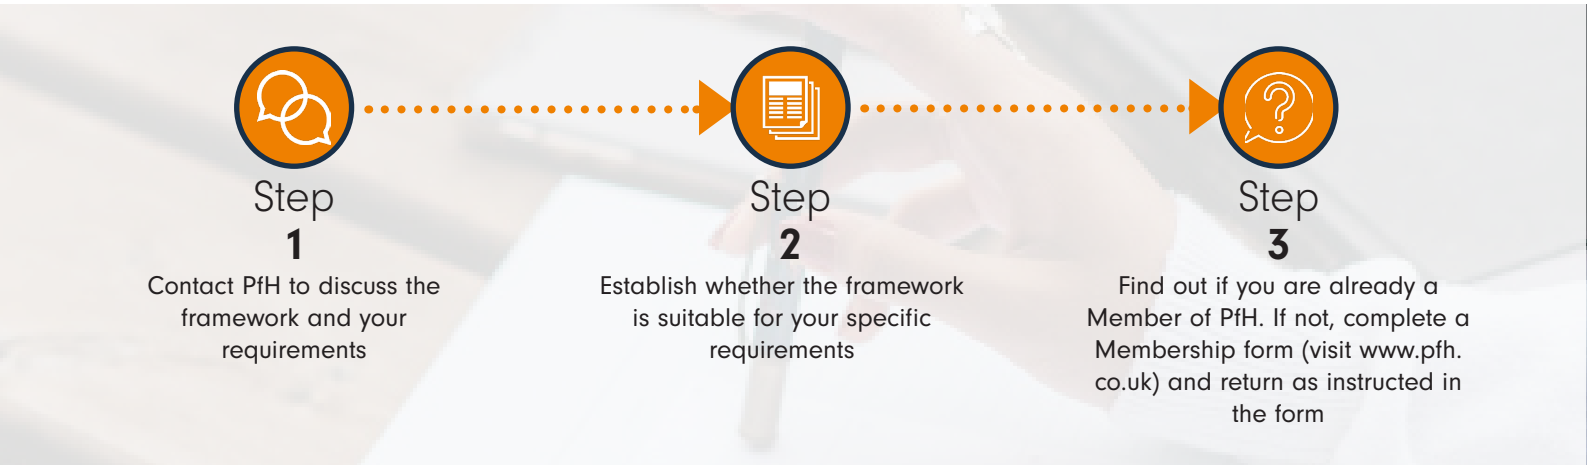 Step
1
Contact PfH to discuss the
framework and your
requirements
Step
2
Establish whether the framework
is suitable for your specific
requirements
Step
3
Find out if you are already a
Member of PfH. If not, complete a
Membership form (visit www.pfh.
co.uk) and return as instructed in
the form